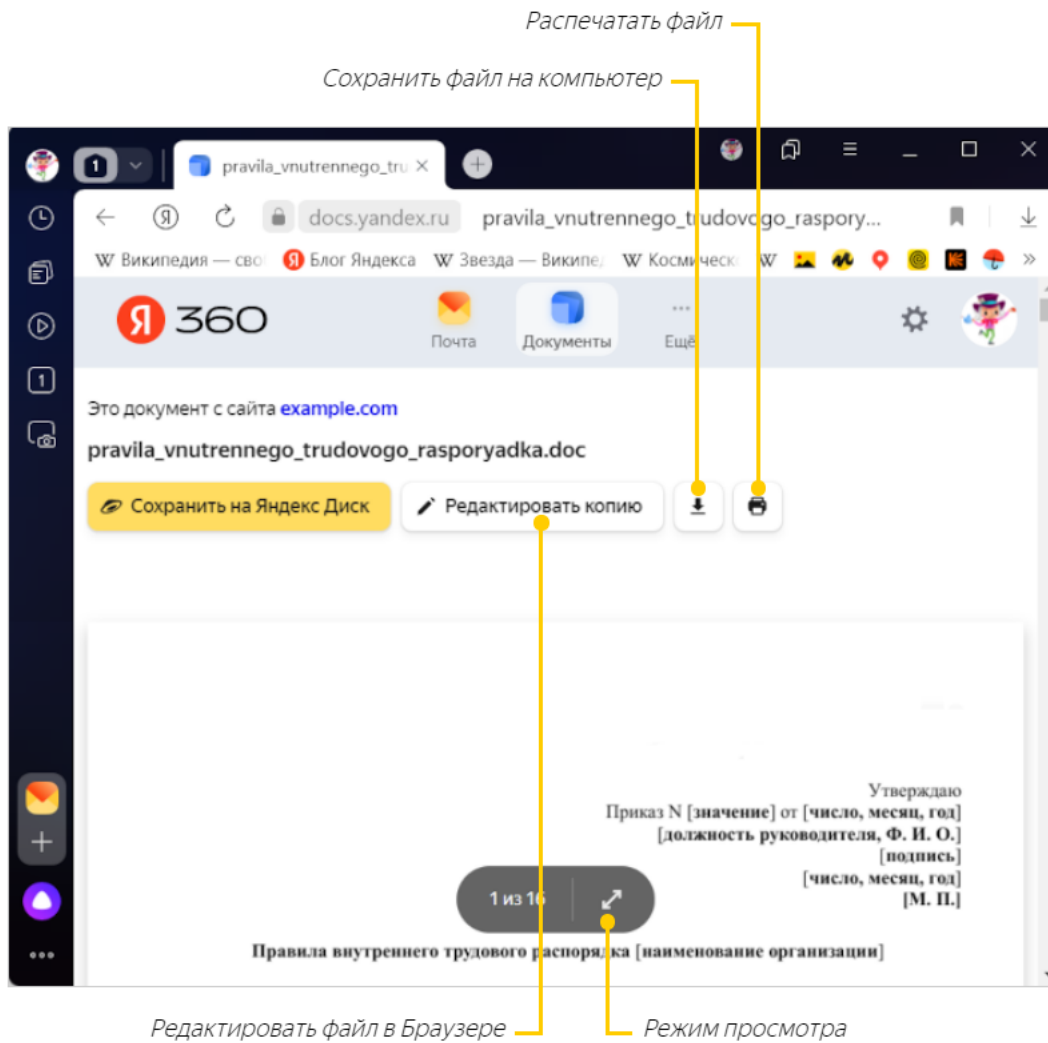 Распечатать файл
Сохранить файл на компьютер
1
pravila_vnutrennego_tru
docs.yandex.ru pravila_vnutrennego_trudovogo_raspory...
W Википедия — сво Я Блог Яндекса W Звезда — Википе W Космическ W »
Я 360
Почта
Документы
Ещё
1
Это документ с сайта example.com
pravila_vnutrennego_trudovogo_rasporyadka.doc
Сохранить на Яндекс Диск
Редактировать копию
Утверждаю
Приказ N [значение] от [число, месяц, год]
[должность руководителя, Ф. И. О.]
[подпись]
[число, месяц, год]
[М. П.]
1 из 16
Правила внутреннего трудового распорядка [наименование организации]
Редактировать файл в Браузере
Режим просмотра